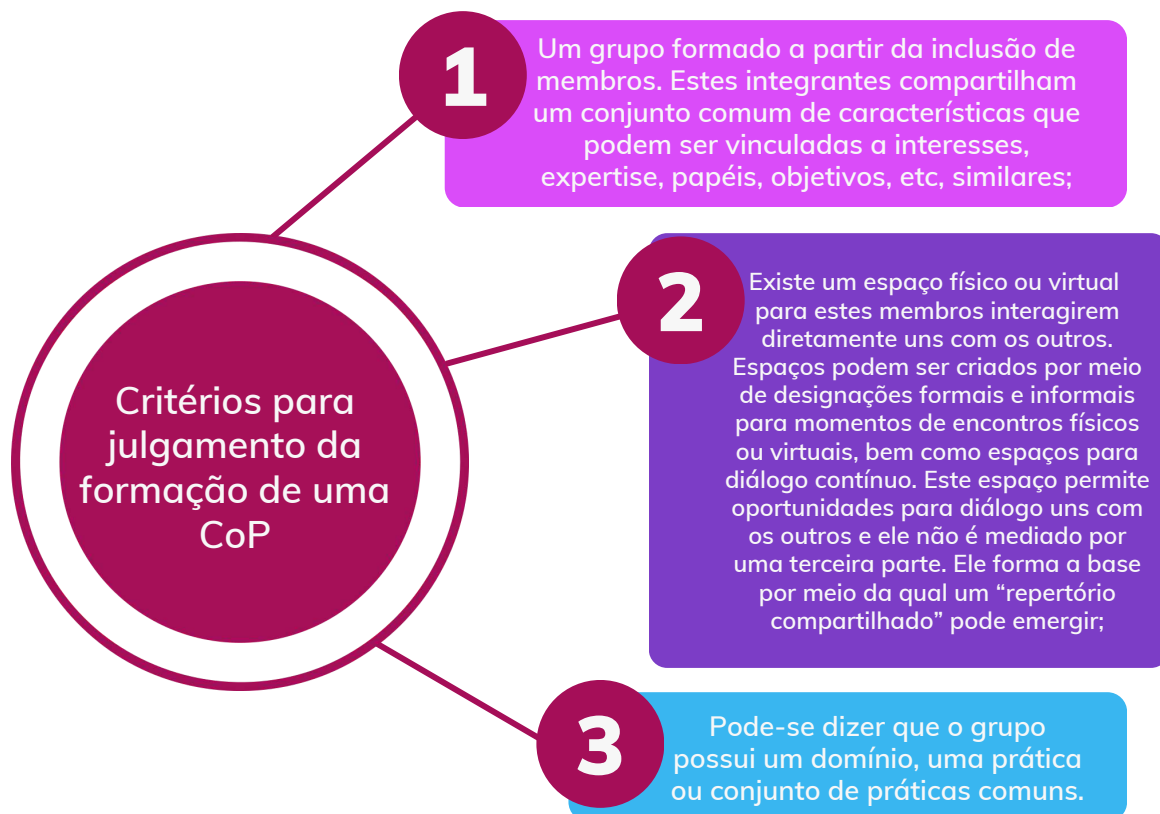 1
Um grupo formado a partir da inclusão de
membros. Estes integrantes compartilham
um conjunto comum de características que
podem ser vinculadas a interesses,
expertise, papéis, objetivos, etc, similares;
2
Existe um espaço físico ou virtual
para estes membros interagirem
diretamente uns com os outros.
Espaços podem ser criados por meio
de designações formais e informais
para momentos de encontros físicos
ou virtuais, bem como espaços para
diálogo contínuo. Este espaço permite
oportunidades para diálogo uns com
os outros e ele não é mediado por
uma terceira parte. Ele forma a base
por meio da qual um “repertório
compartilhado” pode emergir;
Critérios para
julgamento da
formação de uma
CoP
3
Pode-se dizer que o grupo
possui um domínio, uma prática
ou conjunto de práticas comuns.